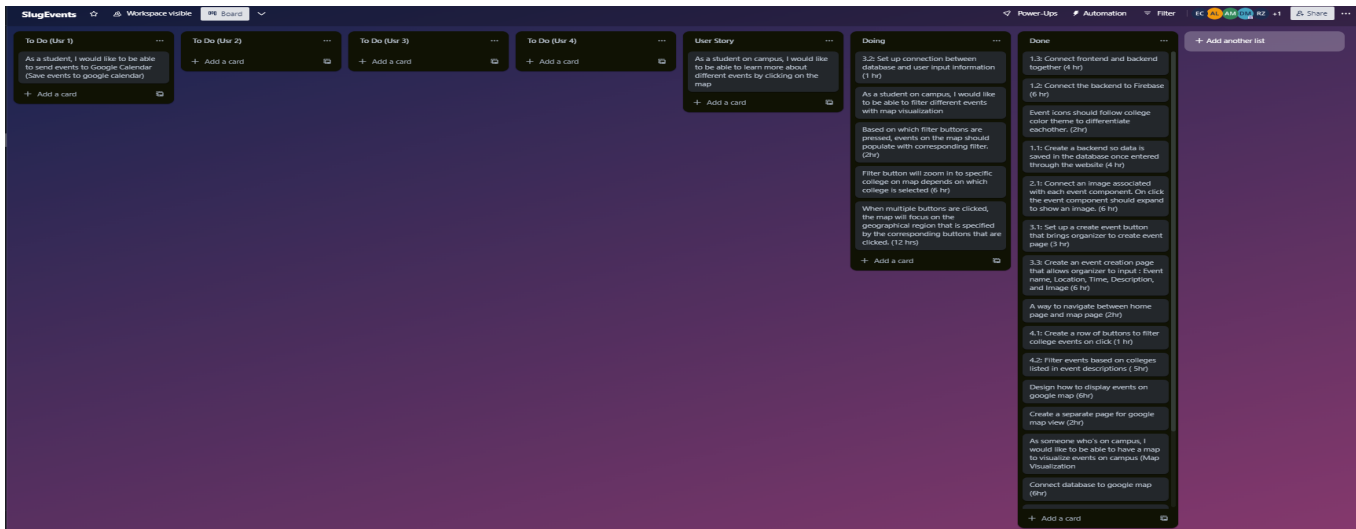 SlugEvents
Workspace visible
Board
Power-Ups
Automation
Filter
EC
AL
AM
DM
RZ
+1
Share
To Do (Usr 1)
As a student, I would like to be able
to send events to Google Calendar
(Save events to google calendar)
+ Add a card
To Do (Usr 2)
+ Add a card
To Do (Usr 3)
+ Add a card
To Do (Usr 4)
+ Add a card
User Story
As a student on campus, I would like
to be able to learn more about
different events by clicking on the
map
+ Add a card
Doing
3.2: Set up connection between
database and user input information
(1 hr)
As a student on campus, I would like
to be able to filter different events
with map visualization
Based on which filter buttons are
pressed, events on the map should
populate with corresponding filter.
(2hr)
Filter button will zoom in to specific
college on map depends on which
college is selected (6 hr)
When multiple buttons are clicked,
the map will focus on the
geographical region that is specified
by the corresponding buttons that are
clicked. (12 hrs)
+ Add a card
Done
1.3: Connect frontend and backend
together (4 hr)
1.2: Connect the backend to Firebase
(6 hr)
Event icons should follow college
color theme to differentiate
eachother. (2hr)
1.1: Create a backend so data is
saved in the database once entered
through the website (4 hr)
2.1: Connect an image associated
with each event component. On click
the event component should expand
to show an image. (6 hr)
3.1: Set up a create event button
that brings organizer to create event
page (3 hr)
3.3: Create an event creation page
that allows organizer to input : Event
name, Location, Time, Description,
and Image (6 hr)
A way to navigate between home
page and map page (2hr)
4.1: Create a row of buttons to filter
college events on click (1 hr)
4.2: Filter events based on colleges
listed in event descriptions ( 5hr)
Design how to display events on
google map (6hr)
Create a separate page for google
map view (2hr)
As someone who's on campus, I
would like to be able to have a map
to visualize events on campus (Map
Visualization
Connect database to google map
(6hr)
+ Add a card
+ Add another list